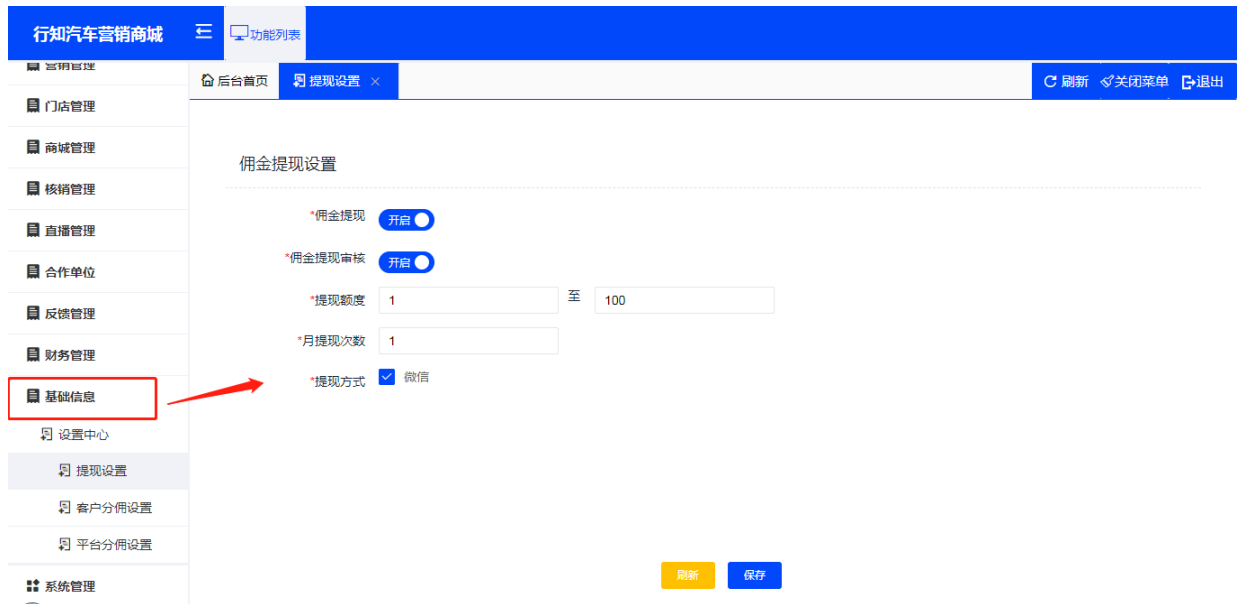 行知汽车营销商城
功能列表
营销管理
后台首页
提现设置
刷新
关闭菜单
退出
门店管理
商城管理
核销管理
直播管理
合作单位
反馈管理
财务管理
基础信息
设置中心
提现设置
客户分佣设置
平台分佣设置
系统管理
佣金提现设置
*佣金提现 开启
*佣金提现审核 开启
*提现额度 1 至 100
*月提现次数 1
*提现方式 微信
刷新 保存